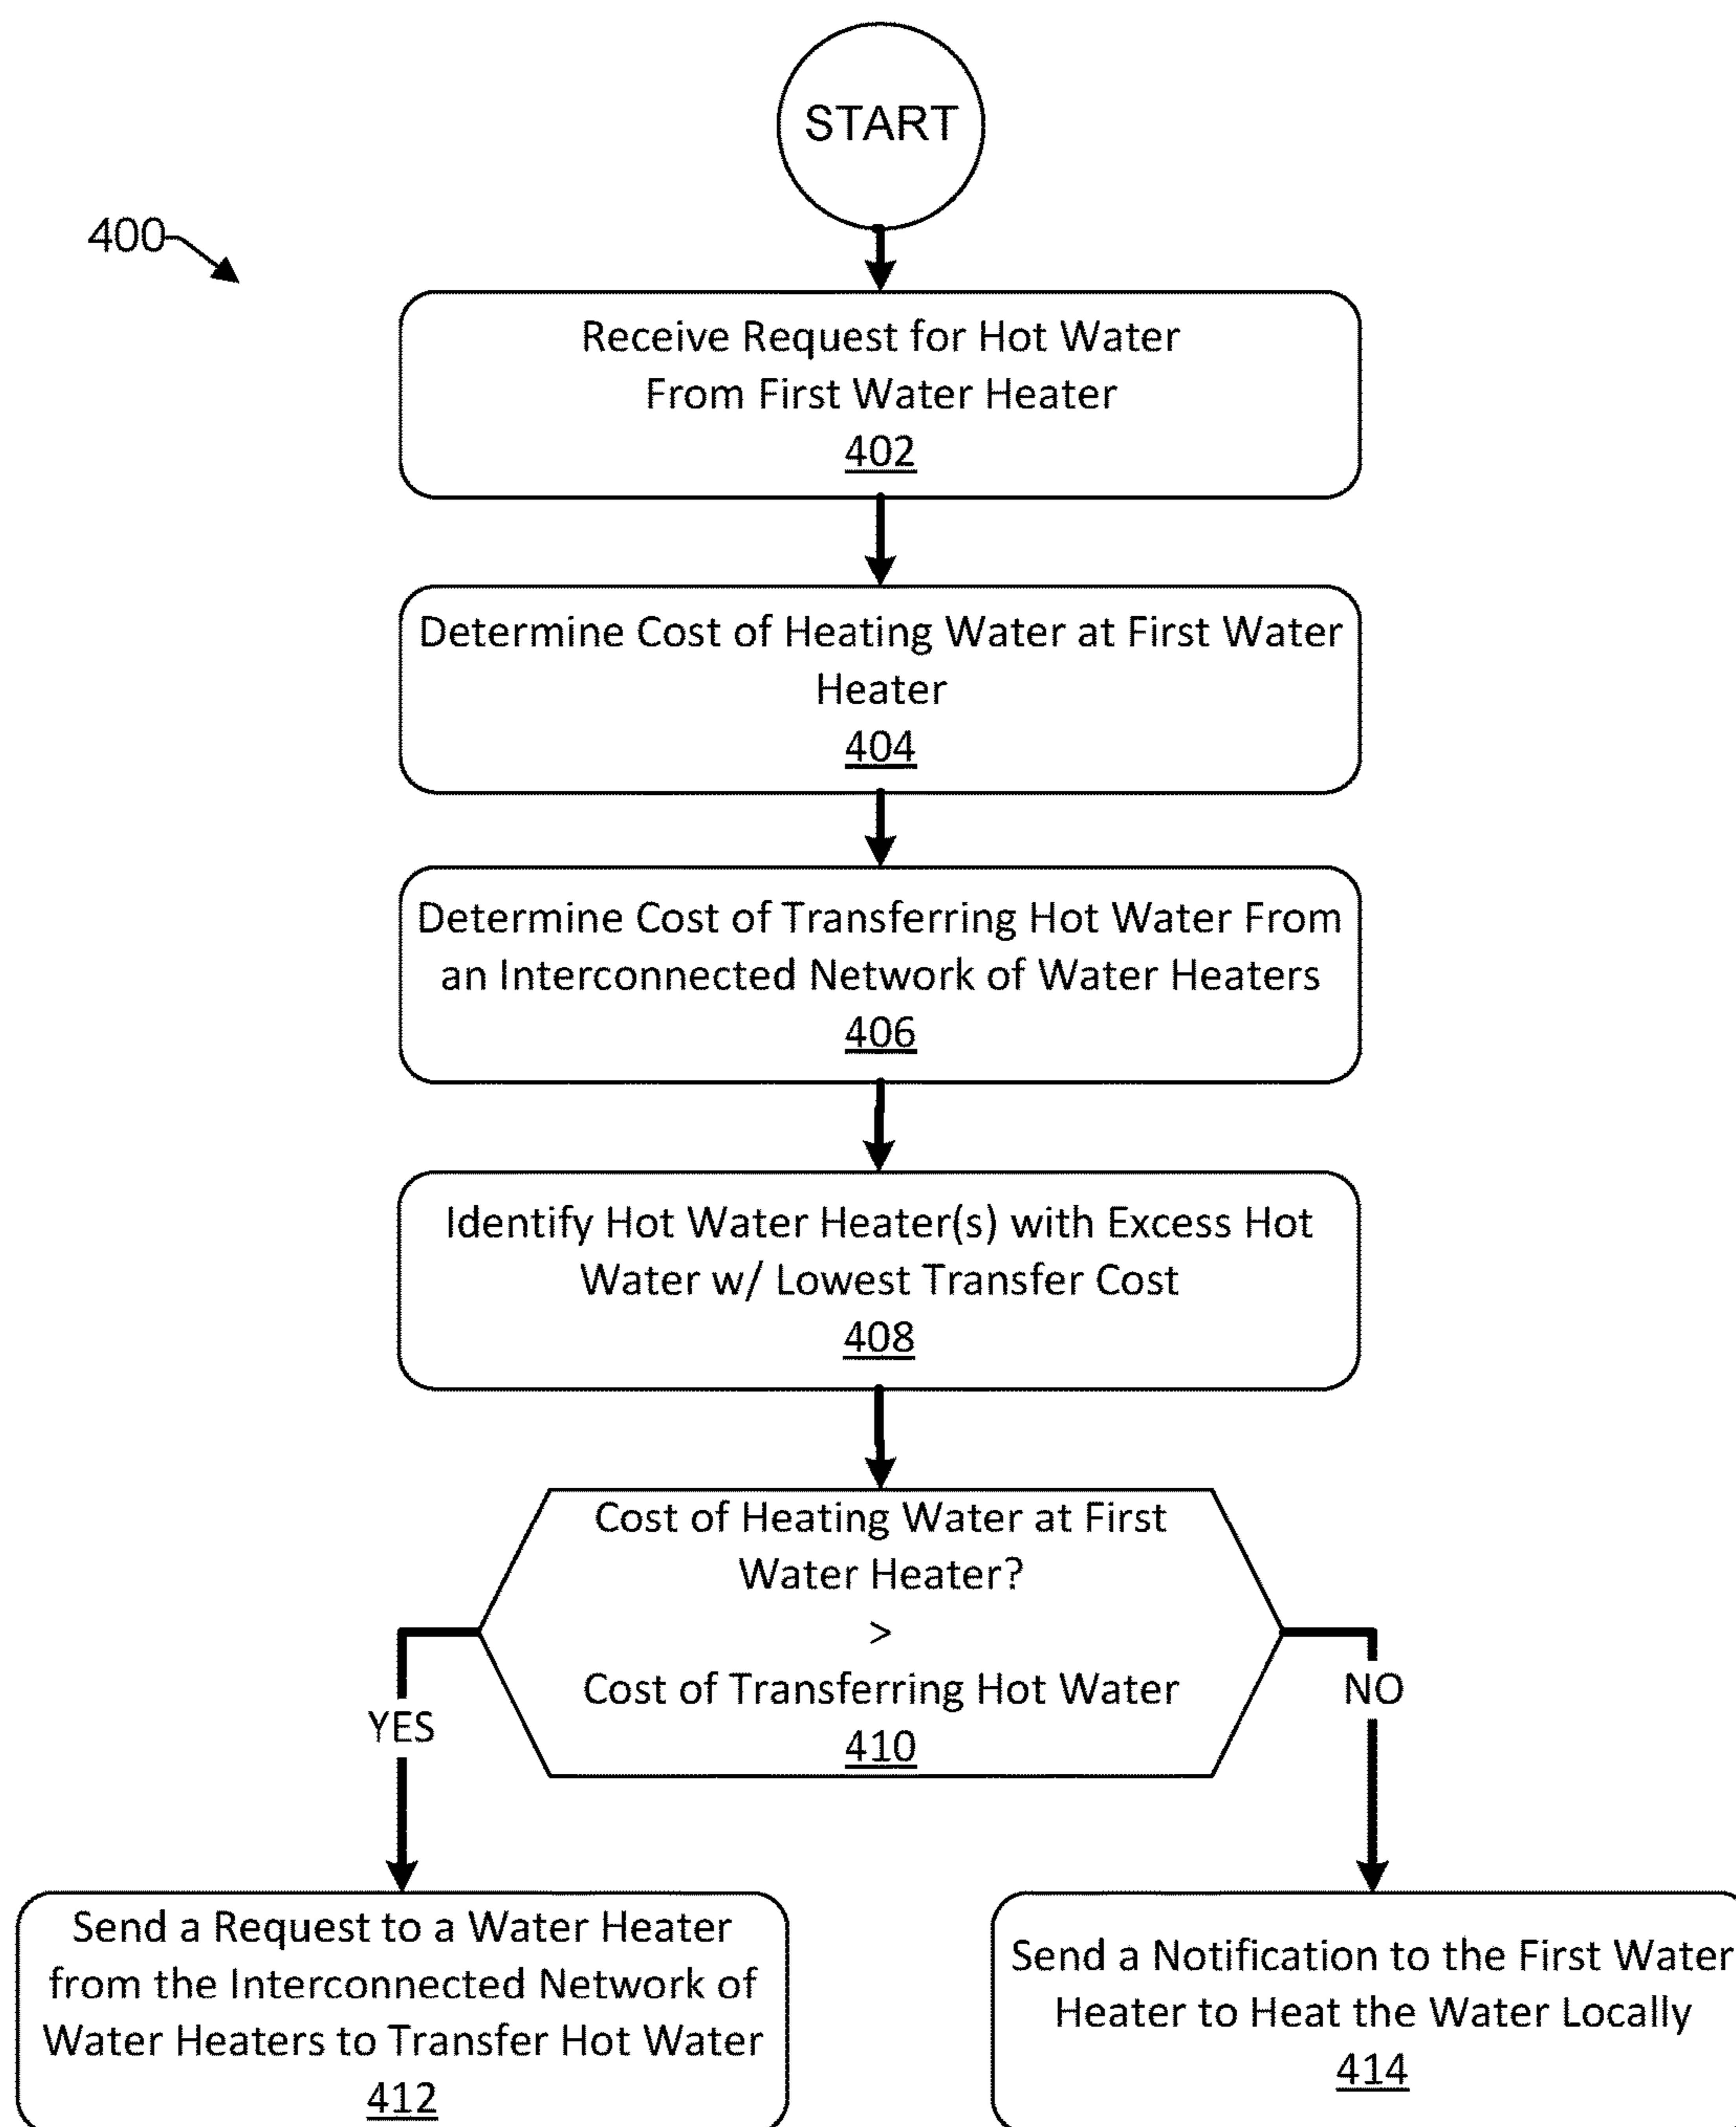 START
400
Receive Request for Hot Water
From First Water Heater
402
Determine Cost of Heating Water at First Water
Heater
404
Determine Cost of Transferring Hot Water From
an Interconnected Network of Water Heaters
406
Identify Hot Water Heater(s) with Excess Hot
Water w/ Lowest Transfer Cost
408
Cost of Heating Water at First
Water Heater?
>
Cost of Transferring Hot Water
410
YES
NO
Send a Request to a Water Heater
from the Interconnected Network of
Water Heaters to Transfer Hot Water
412
Send a Notification to the First Water
Heater to Heat the Water Locally
414